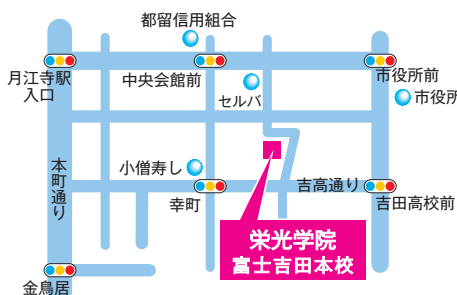 都留信用組合
月江寺駅
入口
中央会館前
市役所前
セルバ
市役所
本町通り
小僧寿し
幸町
吉高通り
吉田高校前
栄光学院
富士吉田本校
金鳥居